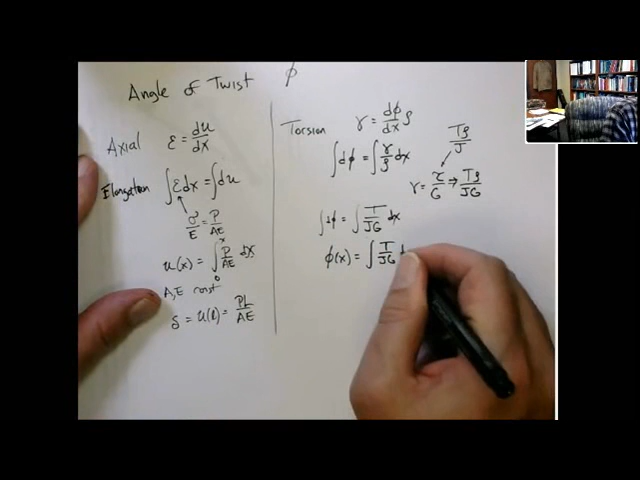 Angle of Twist φ
Axial ε = du/dx
Elongation ∫εdx = ∫du
σ/E = P/AE
u(x) = ∫₀ˣ P/AE dx
A,E const
δ = u(L) = PL/AE
Torsion γ = dφ/dx ρ
∫dφ = ∫ γ/ρ dx
Tρ/J
γ = τ/G → Tρ/JG
∫dφ = ∫ T/JG dx
φ(x) = ∫ T/JG d